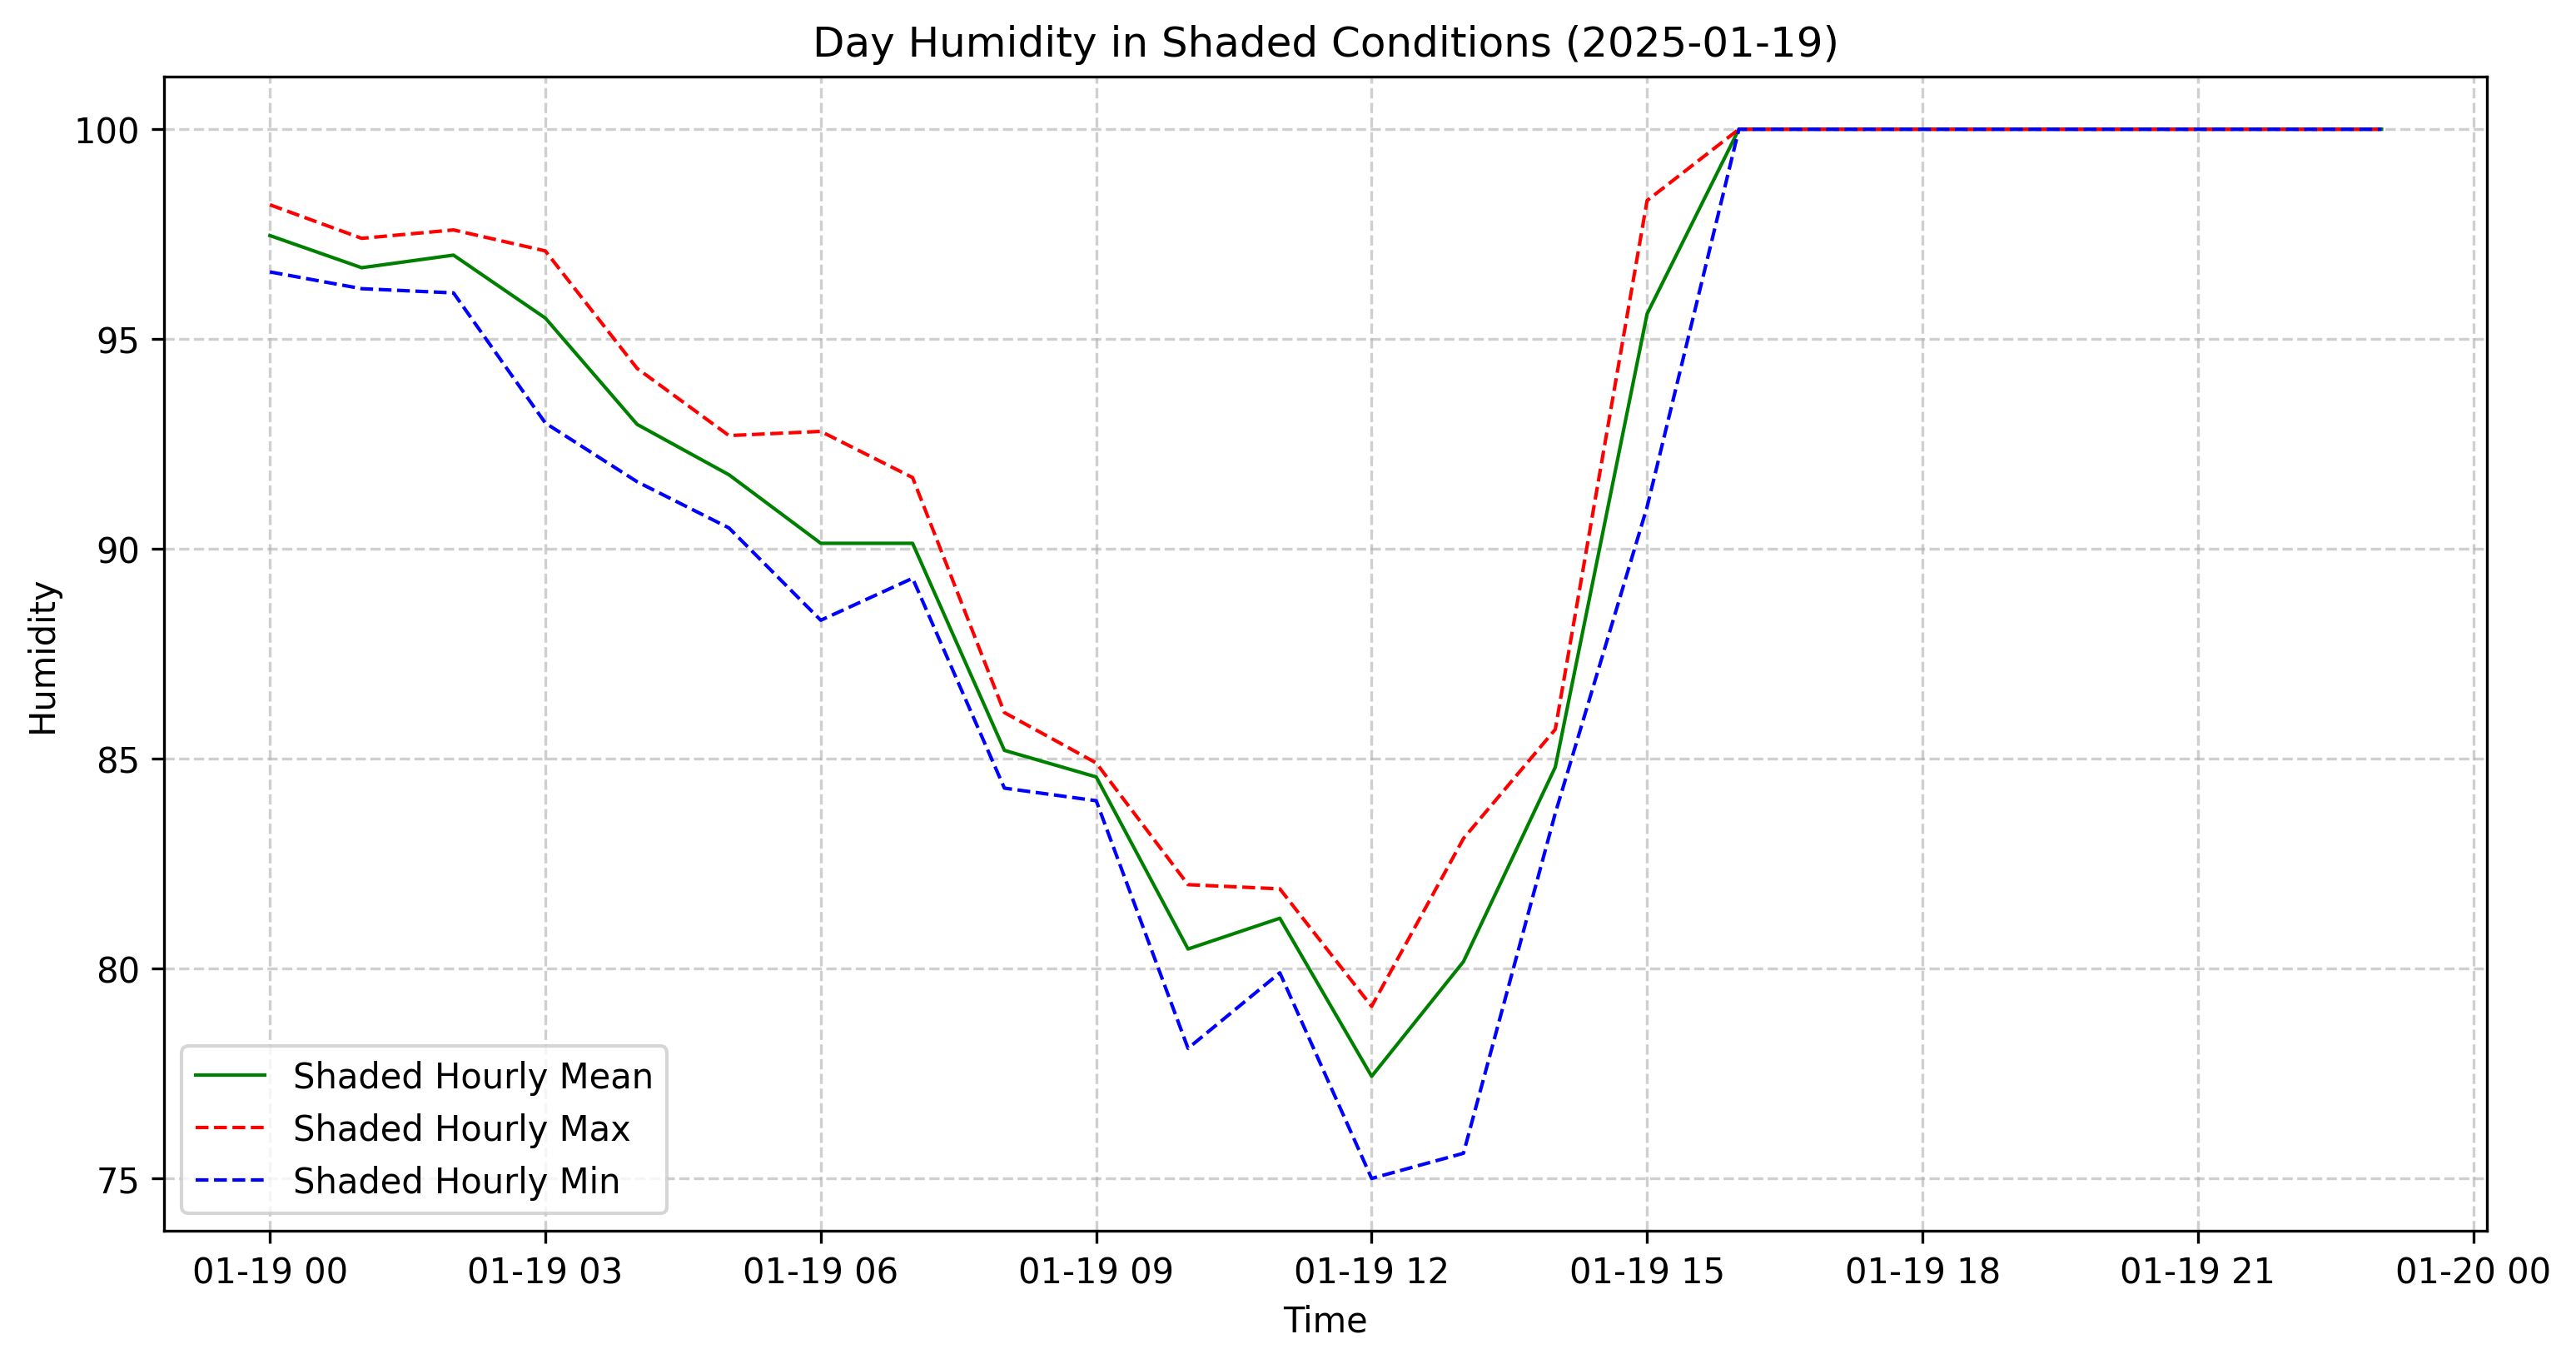 Day Humidity in Shaded Conditions (2025-01-19)
100
95
90
85
80
75
Humidity
Shaded Hourly Mean
Shaded Hourly Max
Shaded Hourly Min
01-19 00
01-19 03
01-19 06
01-19 09
01-19 12
01-19 15
01-19 18
01-19 21
01-20 00
Time